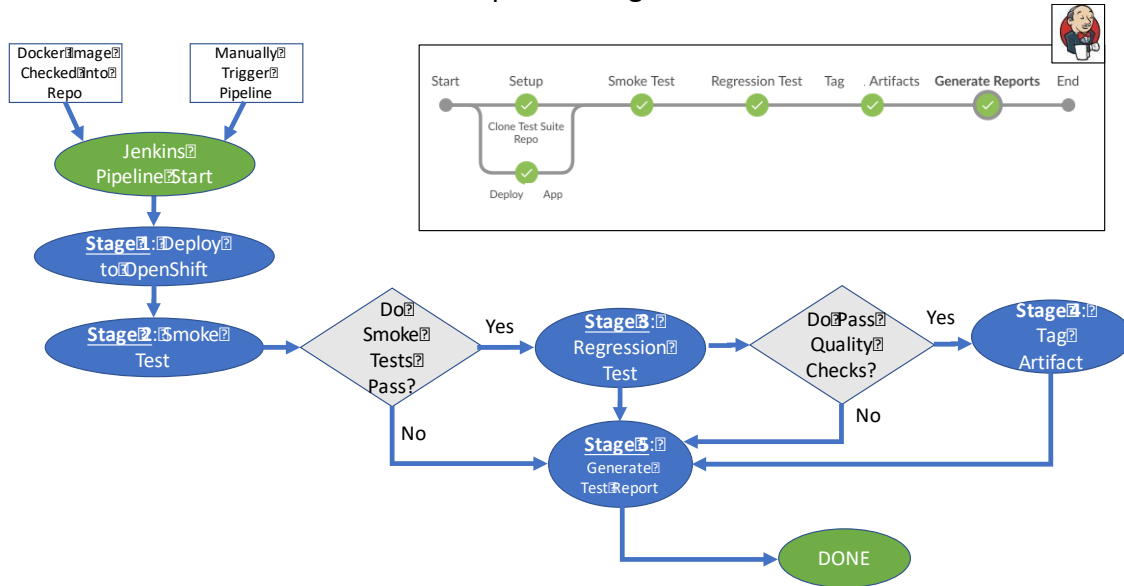 Docker Image
Checked Into
Repo
Manually
Trigger
Pipeline
Jenkins
Pipeline Start
Stage 1: Deploy
to OpenShift
Stage 2: Smoke
Test
Start
Setup
Smoke Test
Regression Test
Tag . Artifacts
Generate Reports
End
Clone Test Suite
Repo
Deploy App
Do
Smoke
Tests
Pass?
Yes
No
Stage 3:
Regression
Test
Do Pass
Quality
Checks?
Yes
No
Stage 4:
Tag
Artifact
Stage 5:
Generate
Test Report
DONE